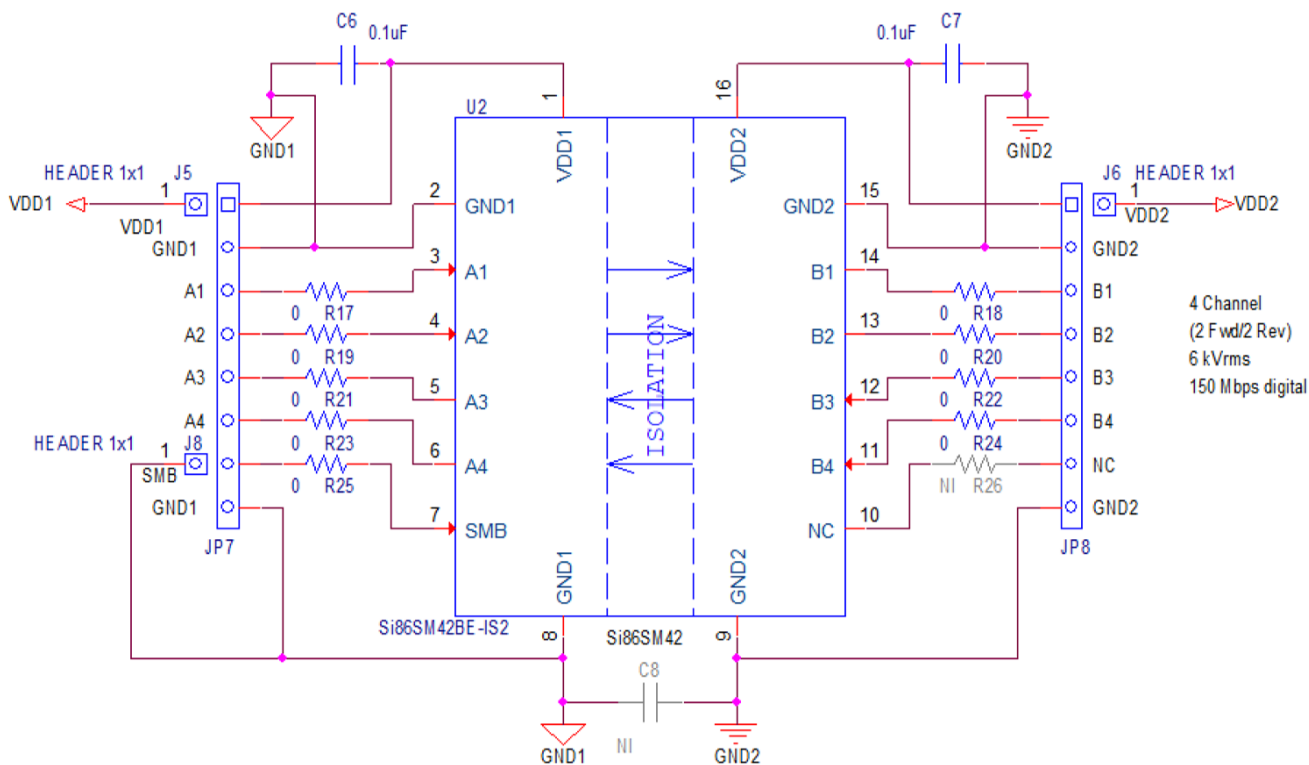 C6
0.1uF
0.1uF
C7
1
16
U2
VDD1
VDD2
GND1
GND2
HEADER 1x1
J5
1
VDD1
VDD1
2
GND1
GND2
15
J6
HEADER 1x1
1
VDD2
VDD2
GND1
GND2
3
A1
B1
14
A1
0
R17
0
R18
B1
4
A2
B2
13
A2
0
R19
0
R20
B2
5
A3
B3
12
A3
0
R21
0
R22
B3
6
A4
B4
11
A4
0
R23
0
R24
B4
ISOLATION
4 Channel
(2 Fwd/2 Rev)
6 kVrms
150 Mbps digital
HEADER 1x1
J8
1
SMB
0
R25
NI
R26
NC
7
SMB
NC
10
GND1
GND2
JP7
JP8
GND1
GND2
Si86SM42BE-IS2
8
Si86SM42
9
C8
NI
GND1
GND2